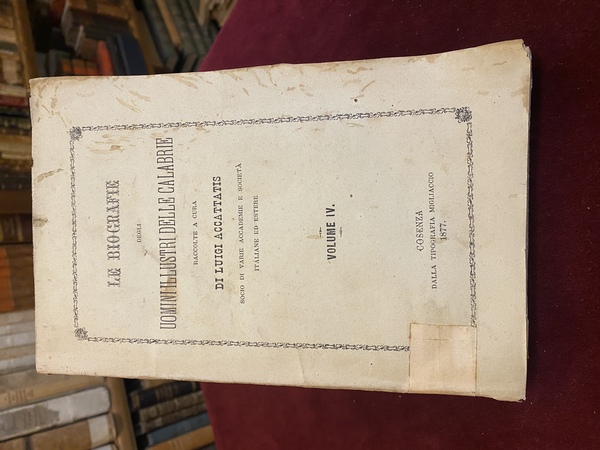 LE BIOGRAFIE
DEGLI
UOMINI ILLUSTRI DELLE CALABRIE
RACCOLTE A CURA
DI LUIGI ACCATTATIS
SOCIO DI VARIE ACCADEMIE E SOCIETÀ
ITALIANE ED ESTERE
VOLUME IV.
COSENZA
DALLA TIPOGRAFIA MIGLIACCIO
1877.